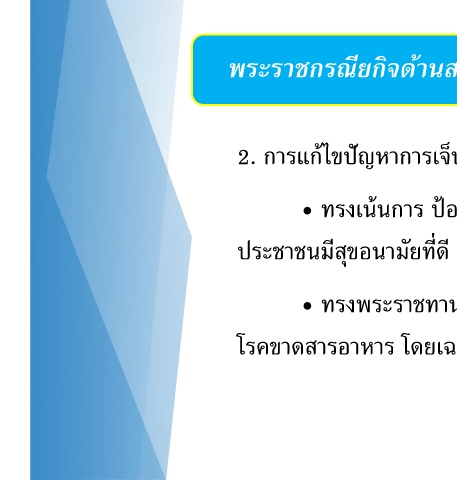 พระราชกรณียกิจด้านส
2. การแก้ไขปัญหาการเจ็บ
• ทรงเน้นการ ป้อ
ประชาชนมีสุขอนามัยที่ดี
• ทรงพระราชทาน
โรคขาดสารอาหาร โดยเฉ